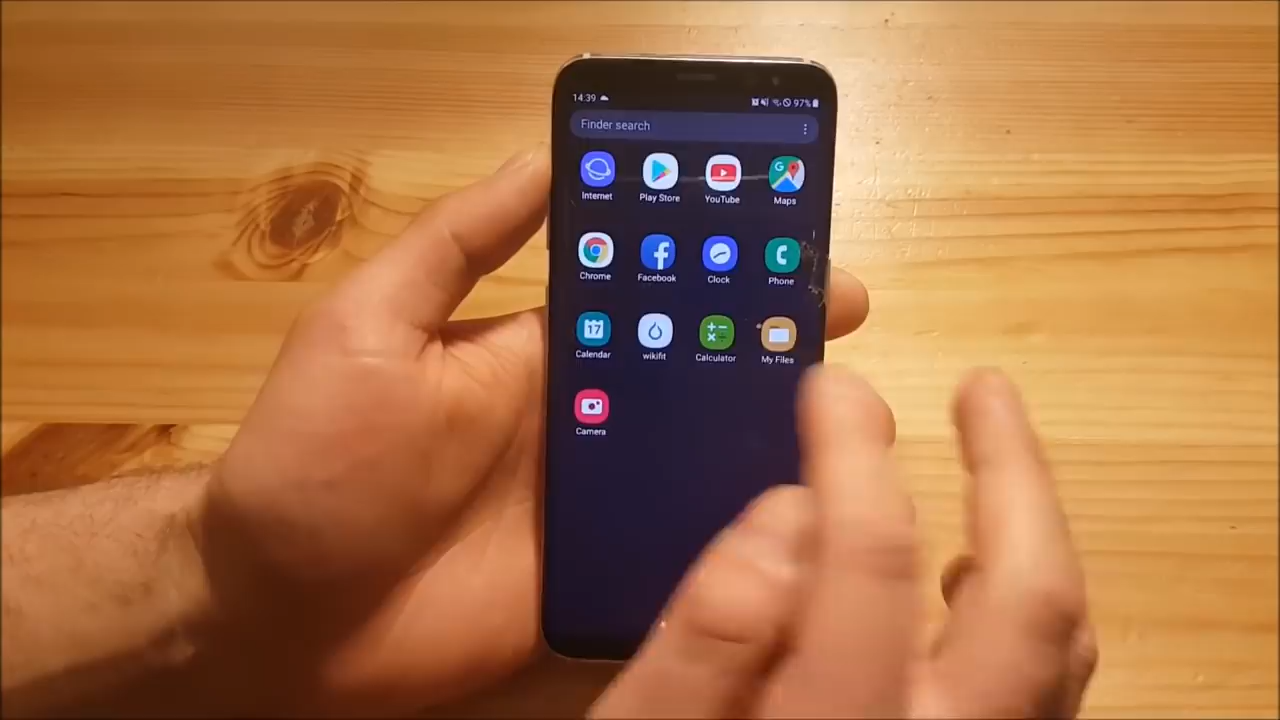 14:39 97%
Finder search
Internet Play Store YouTube Maps
Chrome Facebook Clock Phone
17
Calendar wikifit Calculator My Files
Camera